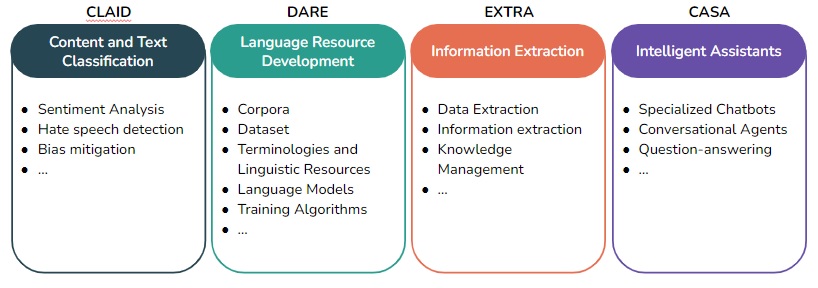 CLAID
Content and Text
Classification
● Sentiment Analysis
● Hate speech detection
● Bias mitigation
● ...
DARE
Language Resource
Development
● Corpora
● Dataset
● Terminologies and
Linguistic Resources
● Language Models
● Training Algorithms
● ...
EXTRA
Information Extraction
● Data Extraction
● Information extraction
● Knowledge
Management
● ...
CASA
Intelligent Assistants
● Specialized Chatbots
● Conversational Agents
● Question-answering
● ...